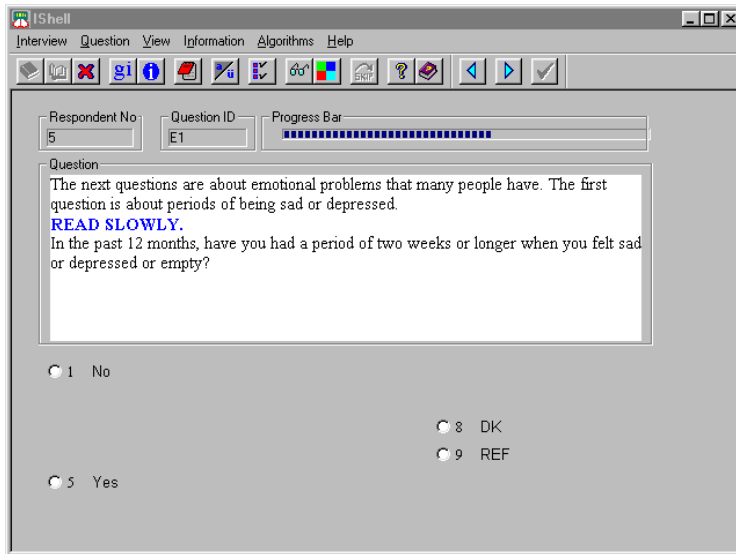 IShell
Interview Question View Information Algorithms Help
gi i a/ü SKIP ?
Respondent No Question ID Progress Bar
5 E1
Question
The next questions are about emotional problems that many people have. The first
question is about periods of being sad or depressed.
READ SLOWLY.
In the past 12 months, have you had a period of two weeks or longer when you felt sad
or depressed or empty?
1 No
8 DK
9 REF
5 Yes